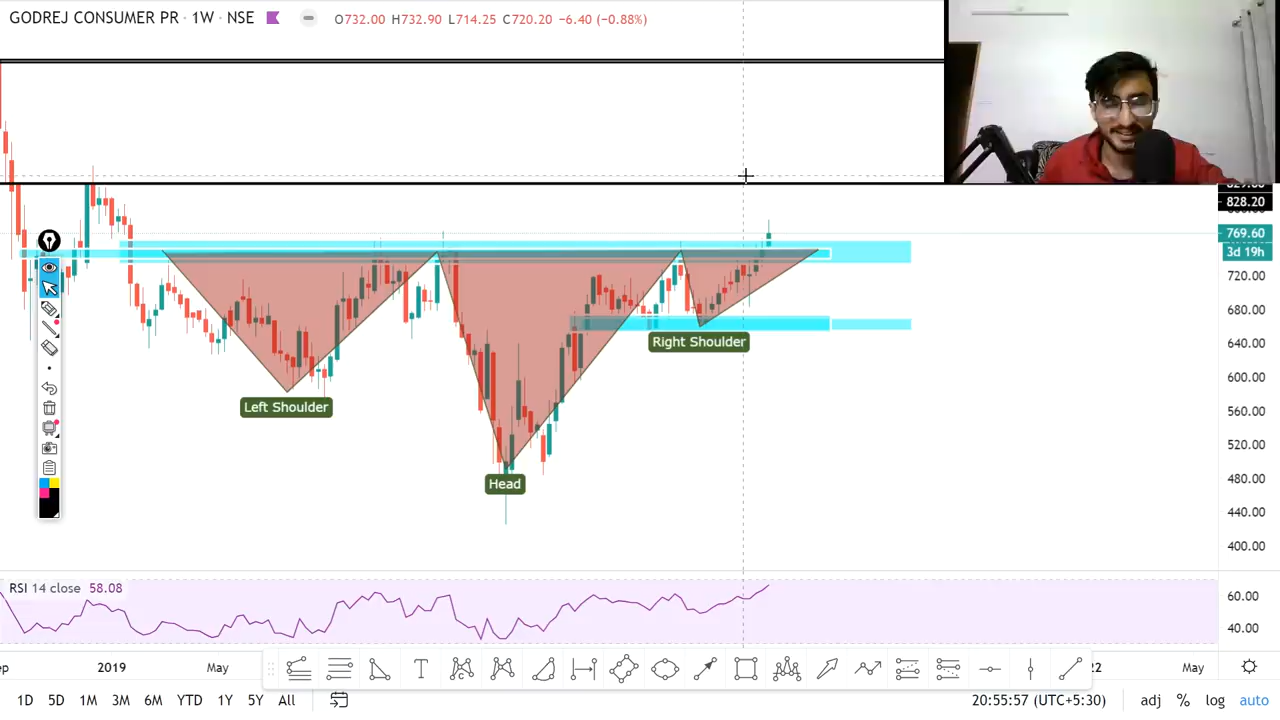 GODREJ CONSUMER PR · 1W · NSE O732.00 H732.90 L714.25 C720.20 −6.40 (−0.88%)
828.20
769.60
3d 19h
720.00
680.00
640.00
600.00
560.00
520.00
480.00
440.00
400.00
Right Shoulder
Left Shoulder
Head
RSI 14 close 58.08
60.00
40.00
2019 May May
1D 5D 1M 3M 6M YTD 1Y 5Y All 20:55:57 (UTC+5:30) adj % log auto